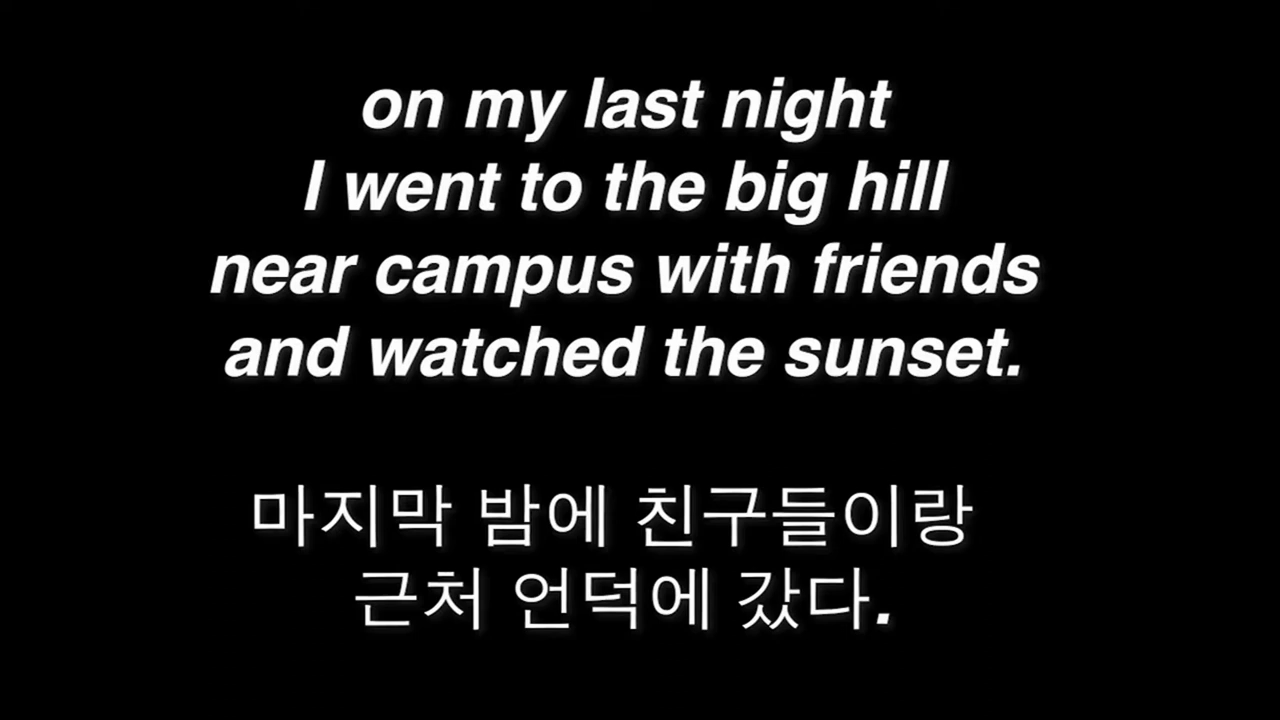 on my last night
I went to the big hill
near campus with friends
and watched the sunset.
마지막 밤에 친구들이랑
근처 언덕에 갔다.